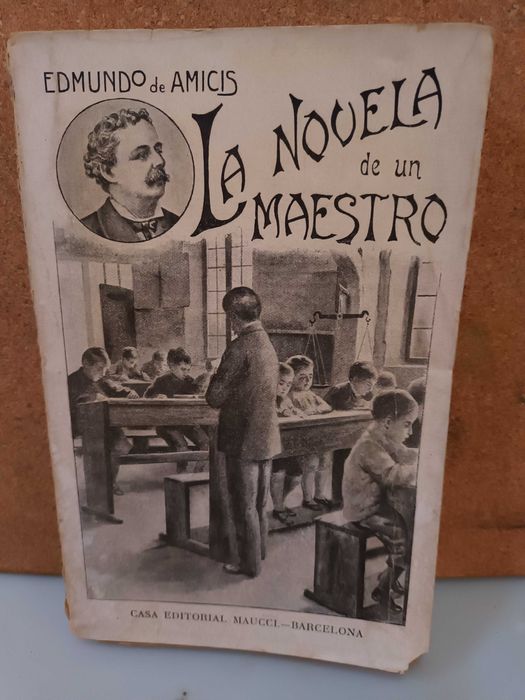 EDMUNDO de AMICIS
LA NOVELA
de un
MAESTRO
CASA EDITORIAL MAUCCI.—BARCELONA